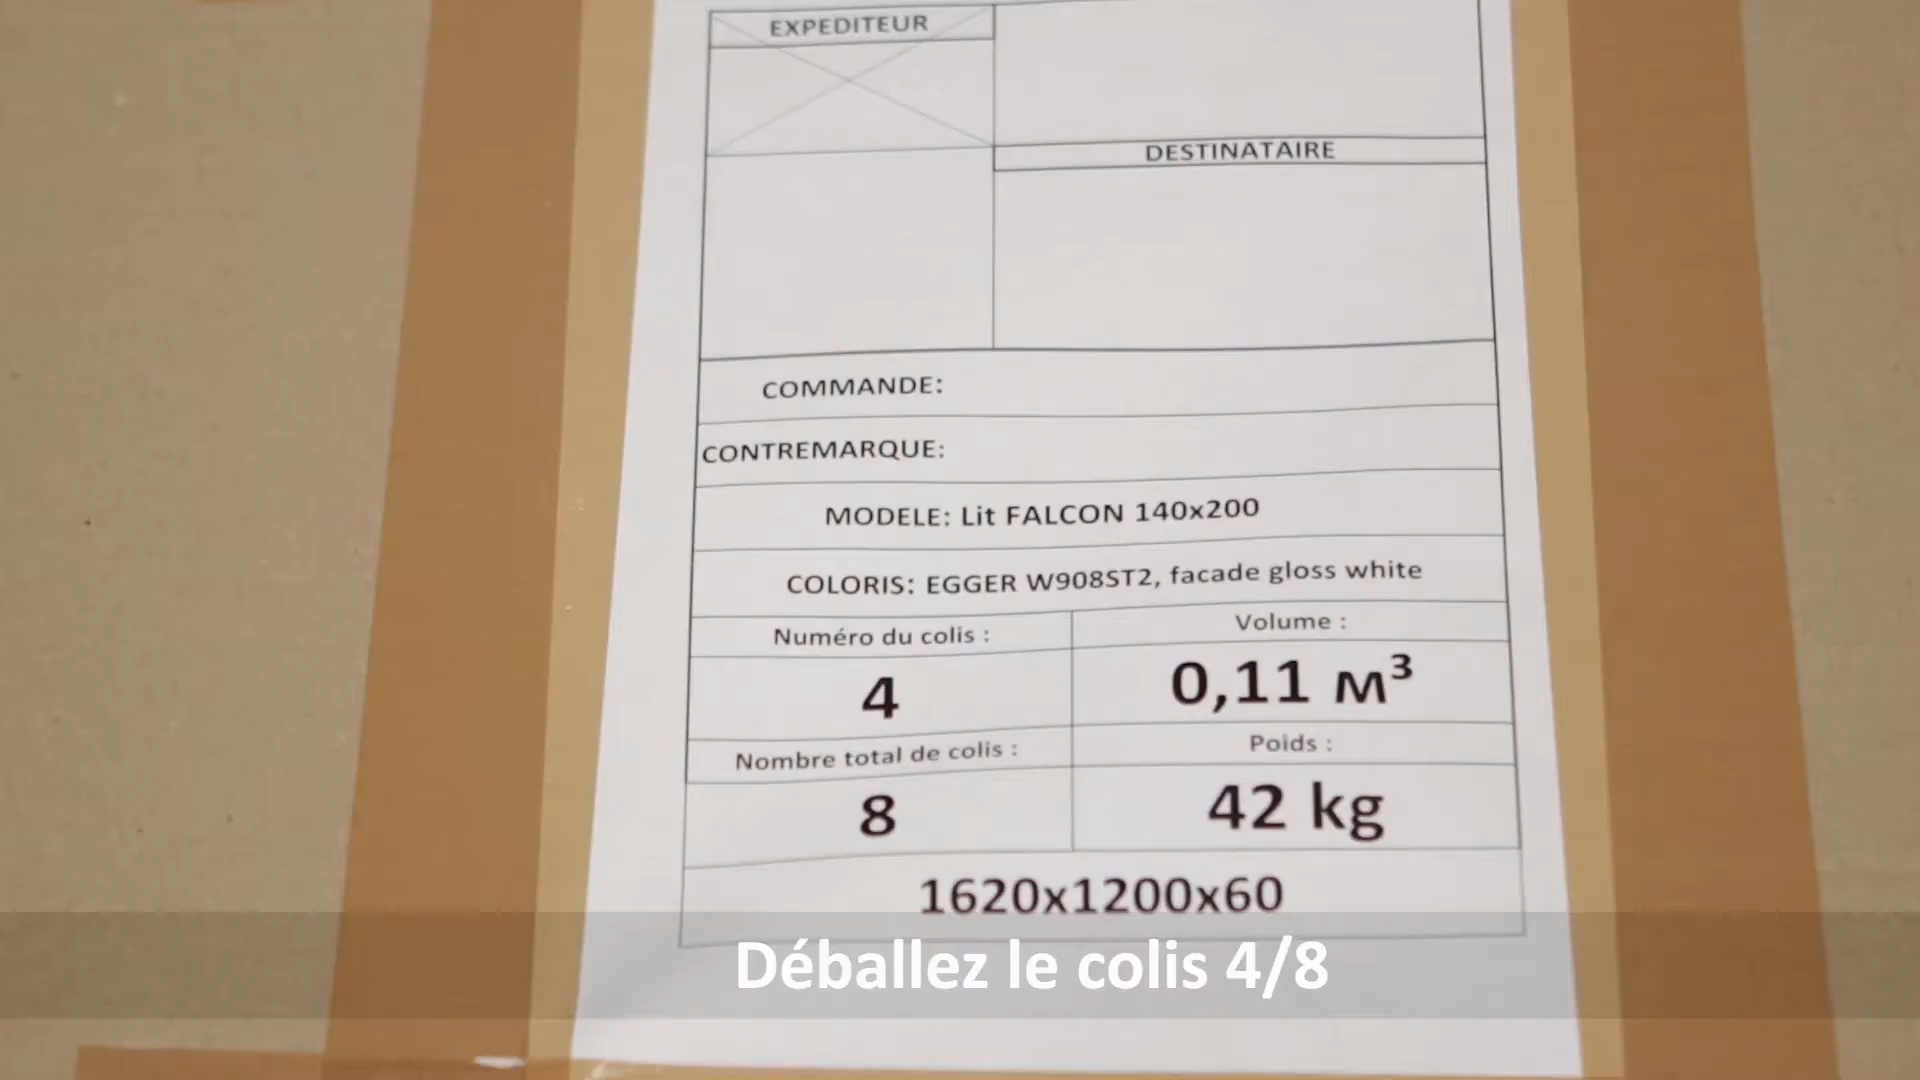 EXPEDITEUR
DESTINATAIRE
COMMANDE:
CONTREMARQUE:
MODELE: Lit FALCON 140x200
COLORIS: EGGER W908ST2, facade gloss white
Numéro du colis :
Volume :
4
0,11 м³
Nombre total de colis :
Poids :
8
42 kg
1620x1200x60
Déballez le colis 4/8